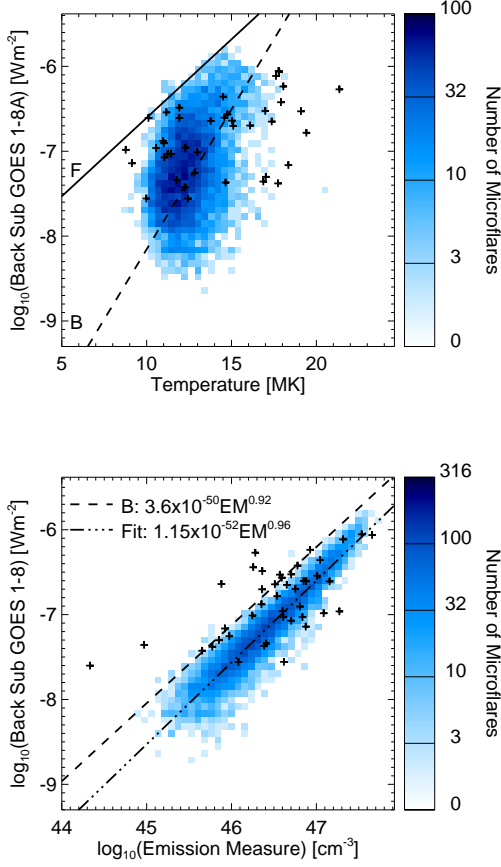 log10(Back Sub GOES 1-8A) [Wm-2]
-6
-7
-8
-9
F
B
5 10 15 20
Temperature [MK]
100
32
10
3
0
Number of Microflares
log10(Back Sub GOES 1-8) [Wm-2]
-6
-7
-8
-9
B: 3.6x10-50EM0.92
Fit: 1.15x10-52EM0.96
44 45 46 47
log10(Emission Measure) [cm-3]
316
100
32
10
3
0
Number of Microflares